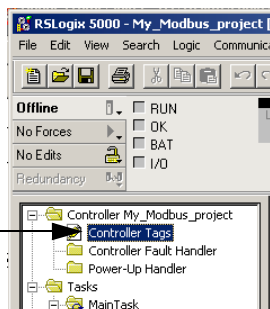 RSLogix 5000 - My_Modbus_project [
File Edit View Search Logic Communica
Offline RUN
No Forces OK
BAT
No Edits I/O
Redundancy
Controller My_Modbus_project
Controller Tags
Controller Fault Handler
Power-Up Handler
Tasks
MainTask